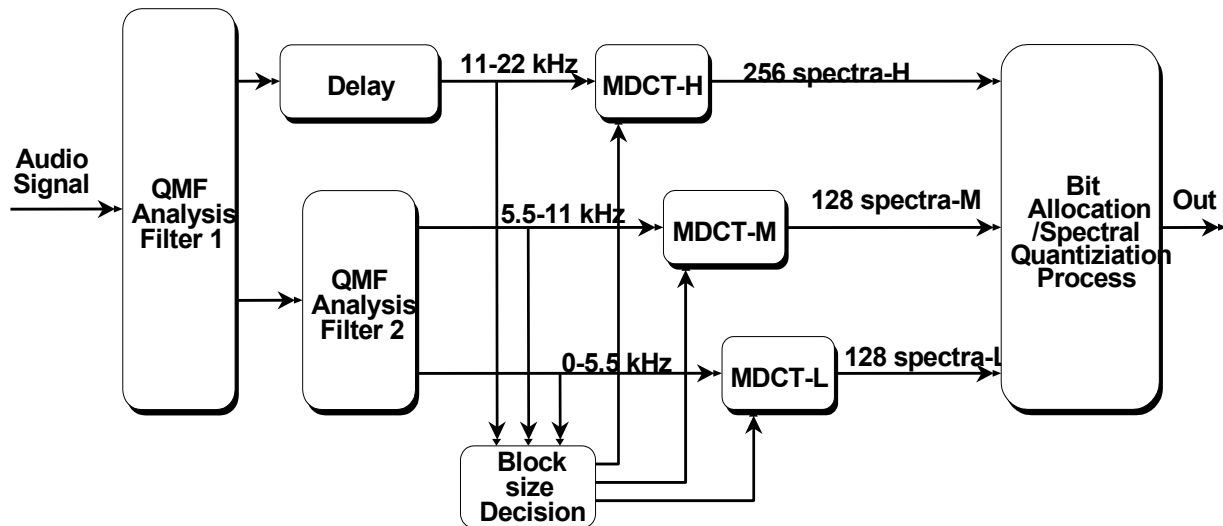 Audio
Signal
QMF
Analysis
Filter 1
Delay
11-22 kHz
MDCT-H
256 spectra-H
QMF
Analysis
Filter 2
5.5-11 kHz
MDCT-M
128 spectra-M
0-5.5 kHz
MDCT-L
128 spectra-L
Block
size
Decision
Bit
Allocation
/Spectral
Quantiziation
Process
Out